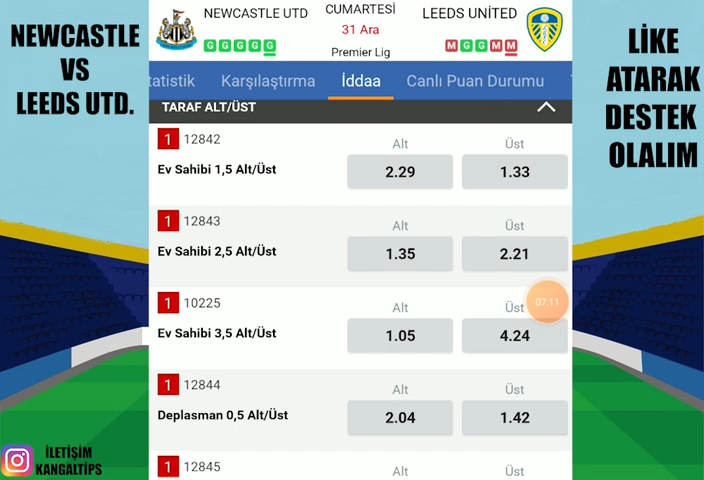 NEWCASTLE
VS
LEEDS UTD.
NEWCASTLE UTD
G G G G G
CUMARTESİ
31 Ara
Premier Lig
LEEDS UNITED
M G G M M
LİKE
ATARAK
DESTEK
OLALIM
tatistik Karşılaştırma İddaa Canlı Puan Durumu
TARAF ALT/ÜST
1 12842 Alt Üst
Ev Sahibi 1,5 Alt/Üst 2.29 1.33
1 12843 Alt Üst
Ev Sahibi 2,5 Alt/Üst 1.35 2.21
1 10225 Alt Üst
07:11
Ev Sahibi 3,5 Alt/Üst 1.05 4.24
1 12844 Alt Üst
Deplasman 0,5 Alt/Üst 2.04 1.42
1 12845 Alt Üst
İLETİŞİM
KANGALTİPS